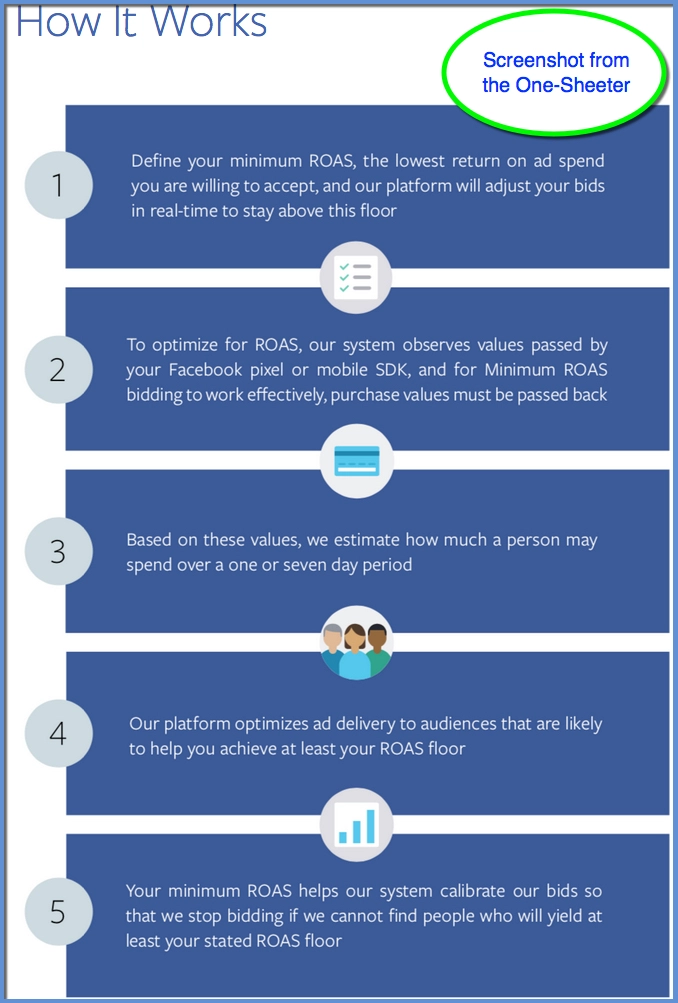 How It Works
Screenshot from
the One-Sheeter
1
Define your minimum ROAS, the lowest return on ad spend
you are willing to accept, and our platform will adjust your bids
in real-time to stay above this floor
2
To optimize for ROAS, our system observes values passed by
your Facebook pixel or mobile SDK, and for Minimum ROAS
bidding to work effectively, purchase values must be passed back
3
Based on these values, we estimate how much a person may
spend over a one or seven day period
4
Our platform optimizes ad delivery to audiences that are likely
to help you achieve at least your ROAS floor
5
Your minimum ROAS helps our system calibrate our bids so
that we stop bidding if we cannot find people who will yield at
least your stated ROAS floor